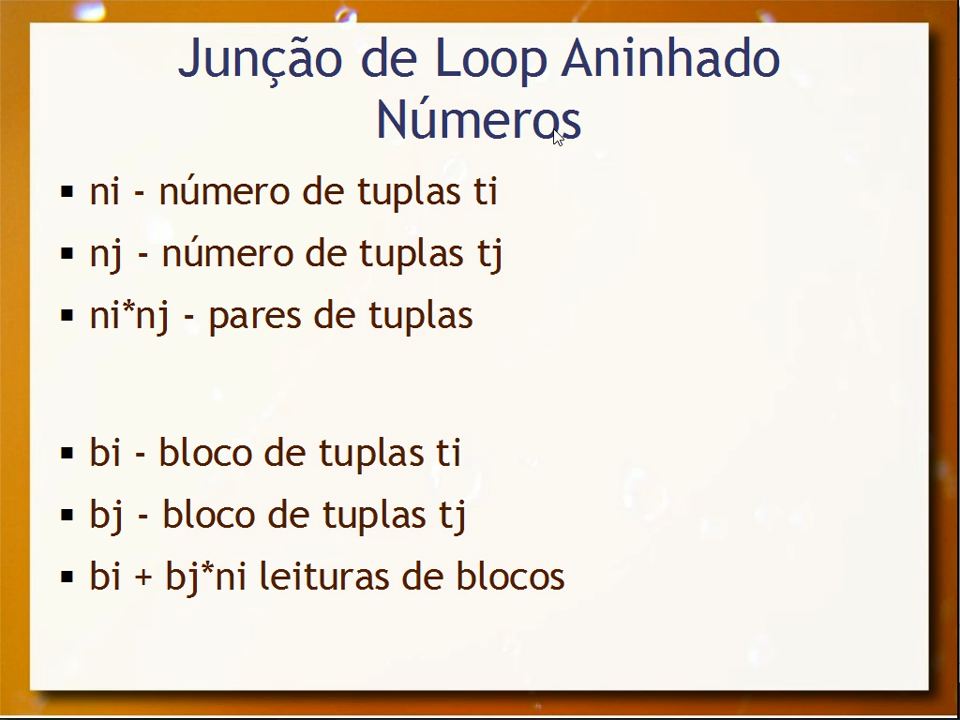 Junção de Loop Aninhado
Números
▪ ni - número de tuplas ti
▪ nj - número de tuplas tj
▪ ni*nj - pares de tuplas
▪ bi - bloco de tuplas ti
▪ bj - bloco de tuplas tj
▪ bi + bj*ni leituras de blocos